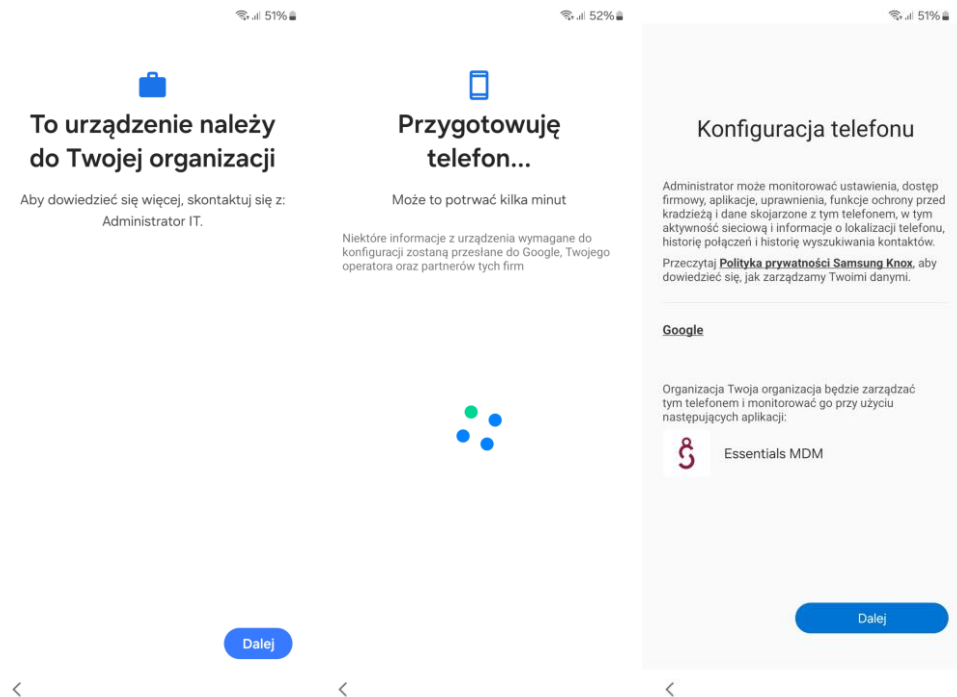 51%
To urządzenie należy
do Twojej organizacji
Aby dowiedzieć się więcej, skontaktuj się z:
Administrator IT.
Dalej
52%
Przygotowuję
telefon...
Może to potrwać kilka minut
Niektóre informacje z urządzenia wymagane do
konfiguracji zostaną przesłane do Google, Twojego
operatora oraz partnerów tych firm
51%
Konfiguracja telefonu
Administrator może monitorować ustawienia, dostęp
firmowy, aplikacje, uprawnienia, funkcje ochrony przed
kradzieżą i dane skojarzone z tym telefonem, w tym
aktywność sieciową i informacje o lokalizacji telefonu,
historię połączeń i historię wyszukiwania kontaktów.
Przeczytaj Polityka prywatności Samsung Knox, aby
dowiedzieć się, jak zarządzamy Twoimi danymi.
Google
Organizacja Twoja organizacja będzie zarządzać
tym telefonem i monitorować go przy użyciu
następujących aplikacji:
Essentials MDM
Dalej